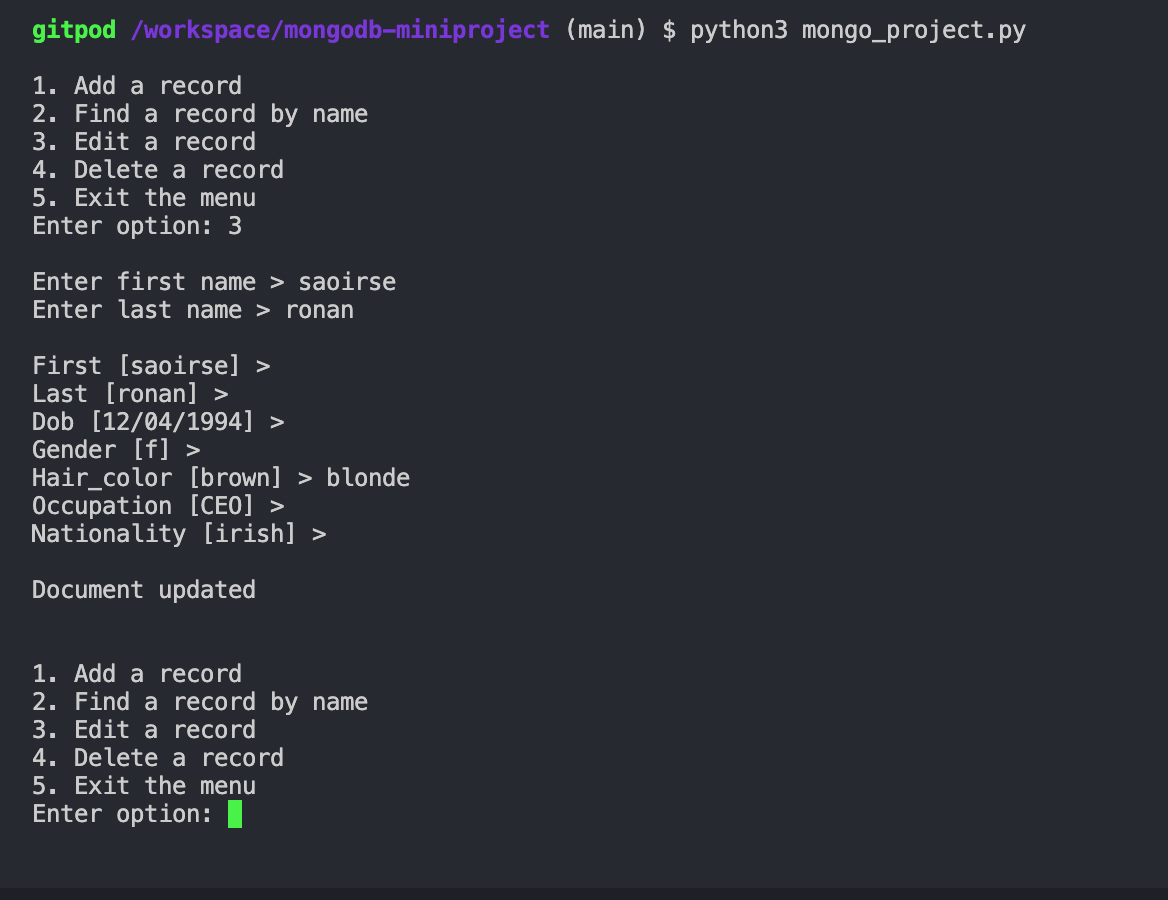 gitpod /workspace/mongodb-miniproject (main) $ python3 mongo_project.py
1. Add a record
2. Find a record by name
3. Edit a record
4. Delete a record
5. Exit the menu
Enter option: 3
Enter first name > saoirse
Enter last name > ronan
First [saoirse] >
Last [ronan] >
Dob [12/04/1994] >
Gender [f] >
Hair_color [brown] > blonde
Occupation [CEO] >
Nationality [irish] >
Document updated
1. Add a record
2. Find a record by name
3. Edit a record
4. Delete a record
5. Exit the menu
Enter option: